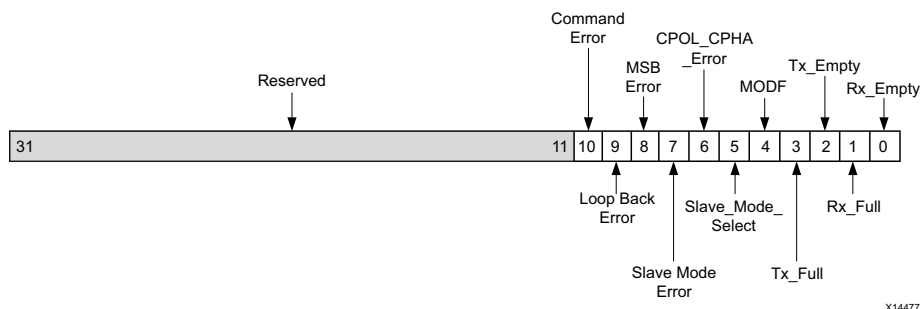 Command
Error
CPOL_CPHA
_Error
MSB
Error
Tx_Empty
Reserved
MODF
Rx_Empty
31 11 10 9 8 7 6 5 4 3 2 1 0
Loop Back
Error
Slave_Mode_
Select
Rx_Full
Slave Mode
Error
Tx_Full
X14477